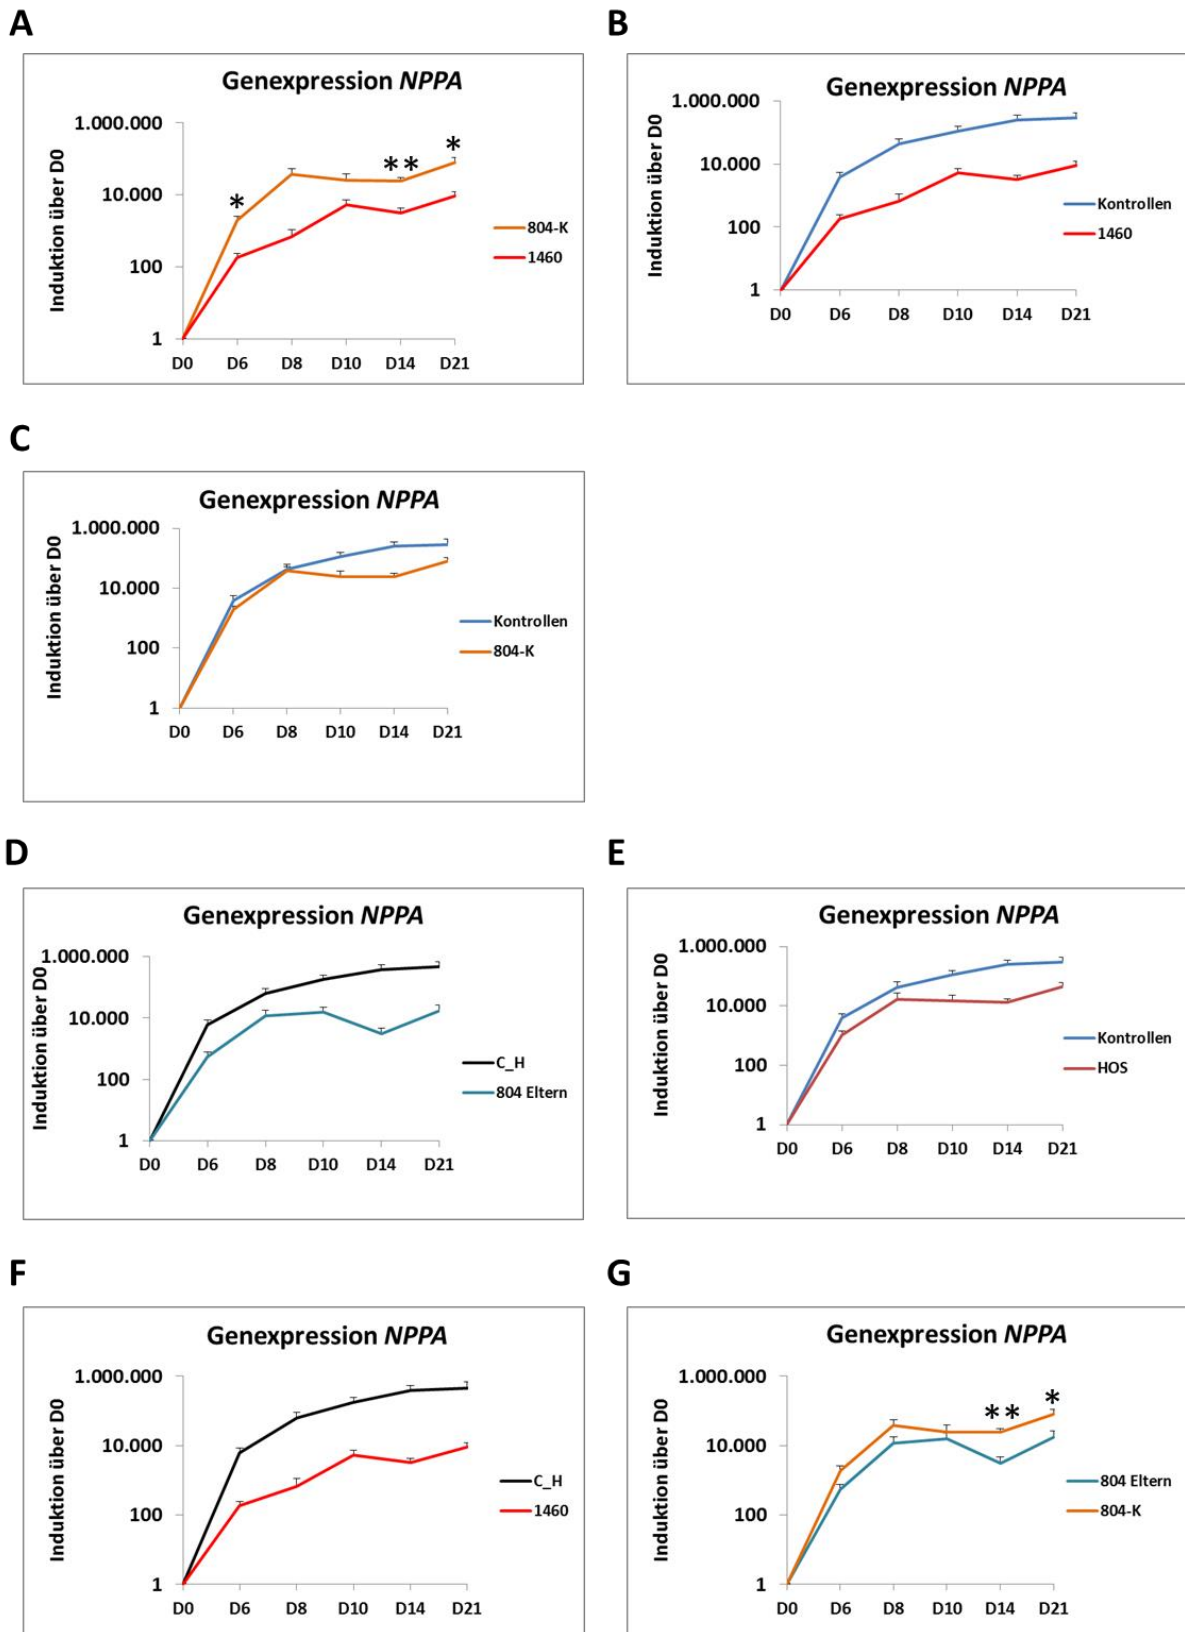 A
Genexpression NPPA
Induktion über D0
1.000.000
10.000
100
1
* ** *
D0 D6 D8 D10 D14 D21
804-K
1460
B
Genexpression NPPA
Induktion über D0
1.000.000
10.000
100
1
D0 D6 D8 D10 D14 D21
Kontrollen
1460
C
Genexpression NPPA
Induktion über D0
1.000.000
10.000
100
1
D0 D6 D8 D10 D14 D21
Kontrollen
804-K
D
Genexpression NPPA
Induktion über D0
1.000.000
10.000
100
1
D0 D6 D8 D10 D14 D21
C_H
804 Eltern
E
Genexpression NPPA
Induktion über D0
1.000.000
10.000
100
1
D0 D6 D8 D10 D14 D21
Kontrollen
HOS
F
Genexpression NPPA
Induktion über D0
1.000.000
10.000
100
1
D0 D6 D8 D10 D14 D21
C_H
1460
G
Genexpression NPPA
Induktion über D0
1.000.000
10.000
100
1
** *
D0 D6 D8 D10 D14 D21
804 Eltern
804-K